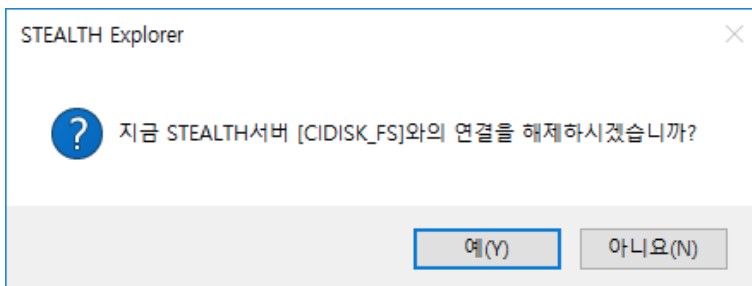 STEALTH Explorer
지금 STEALTH서버 [CIDISK_FS]와의 연결을 해제하시겠습니까?
예(Y)
아니요(N)